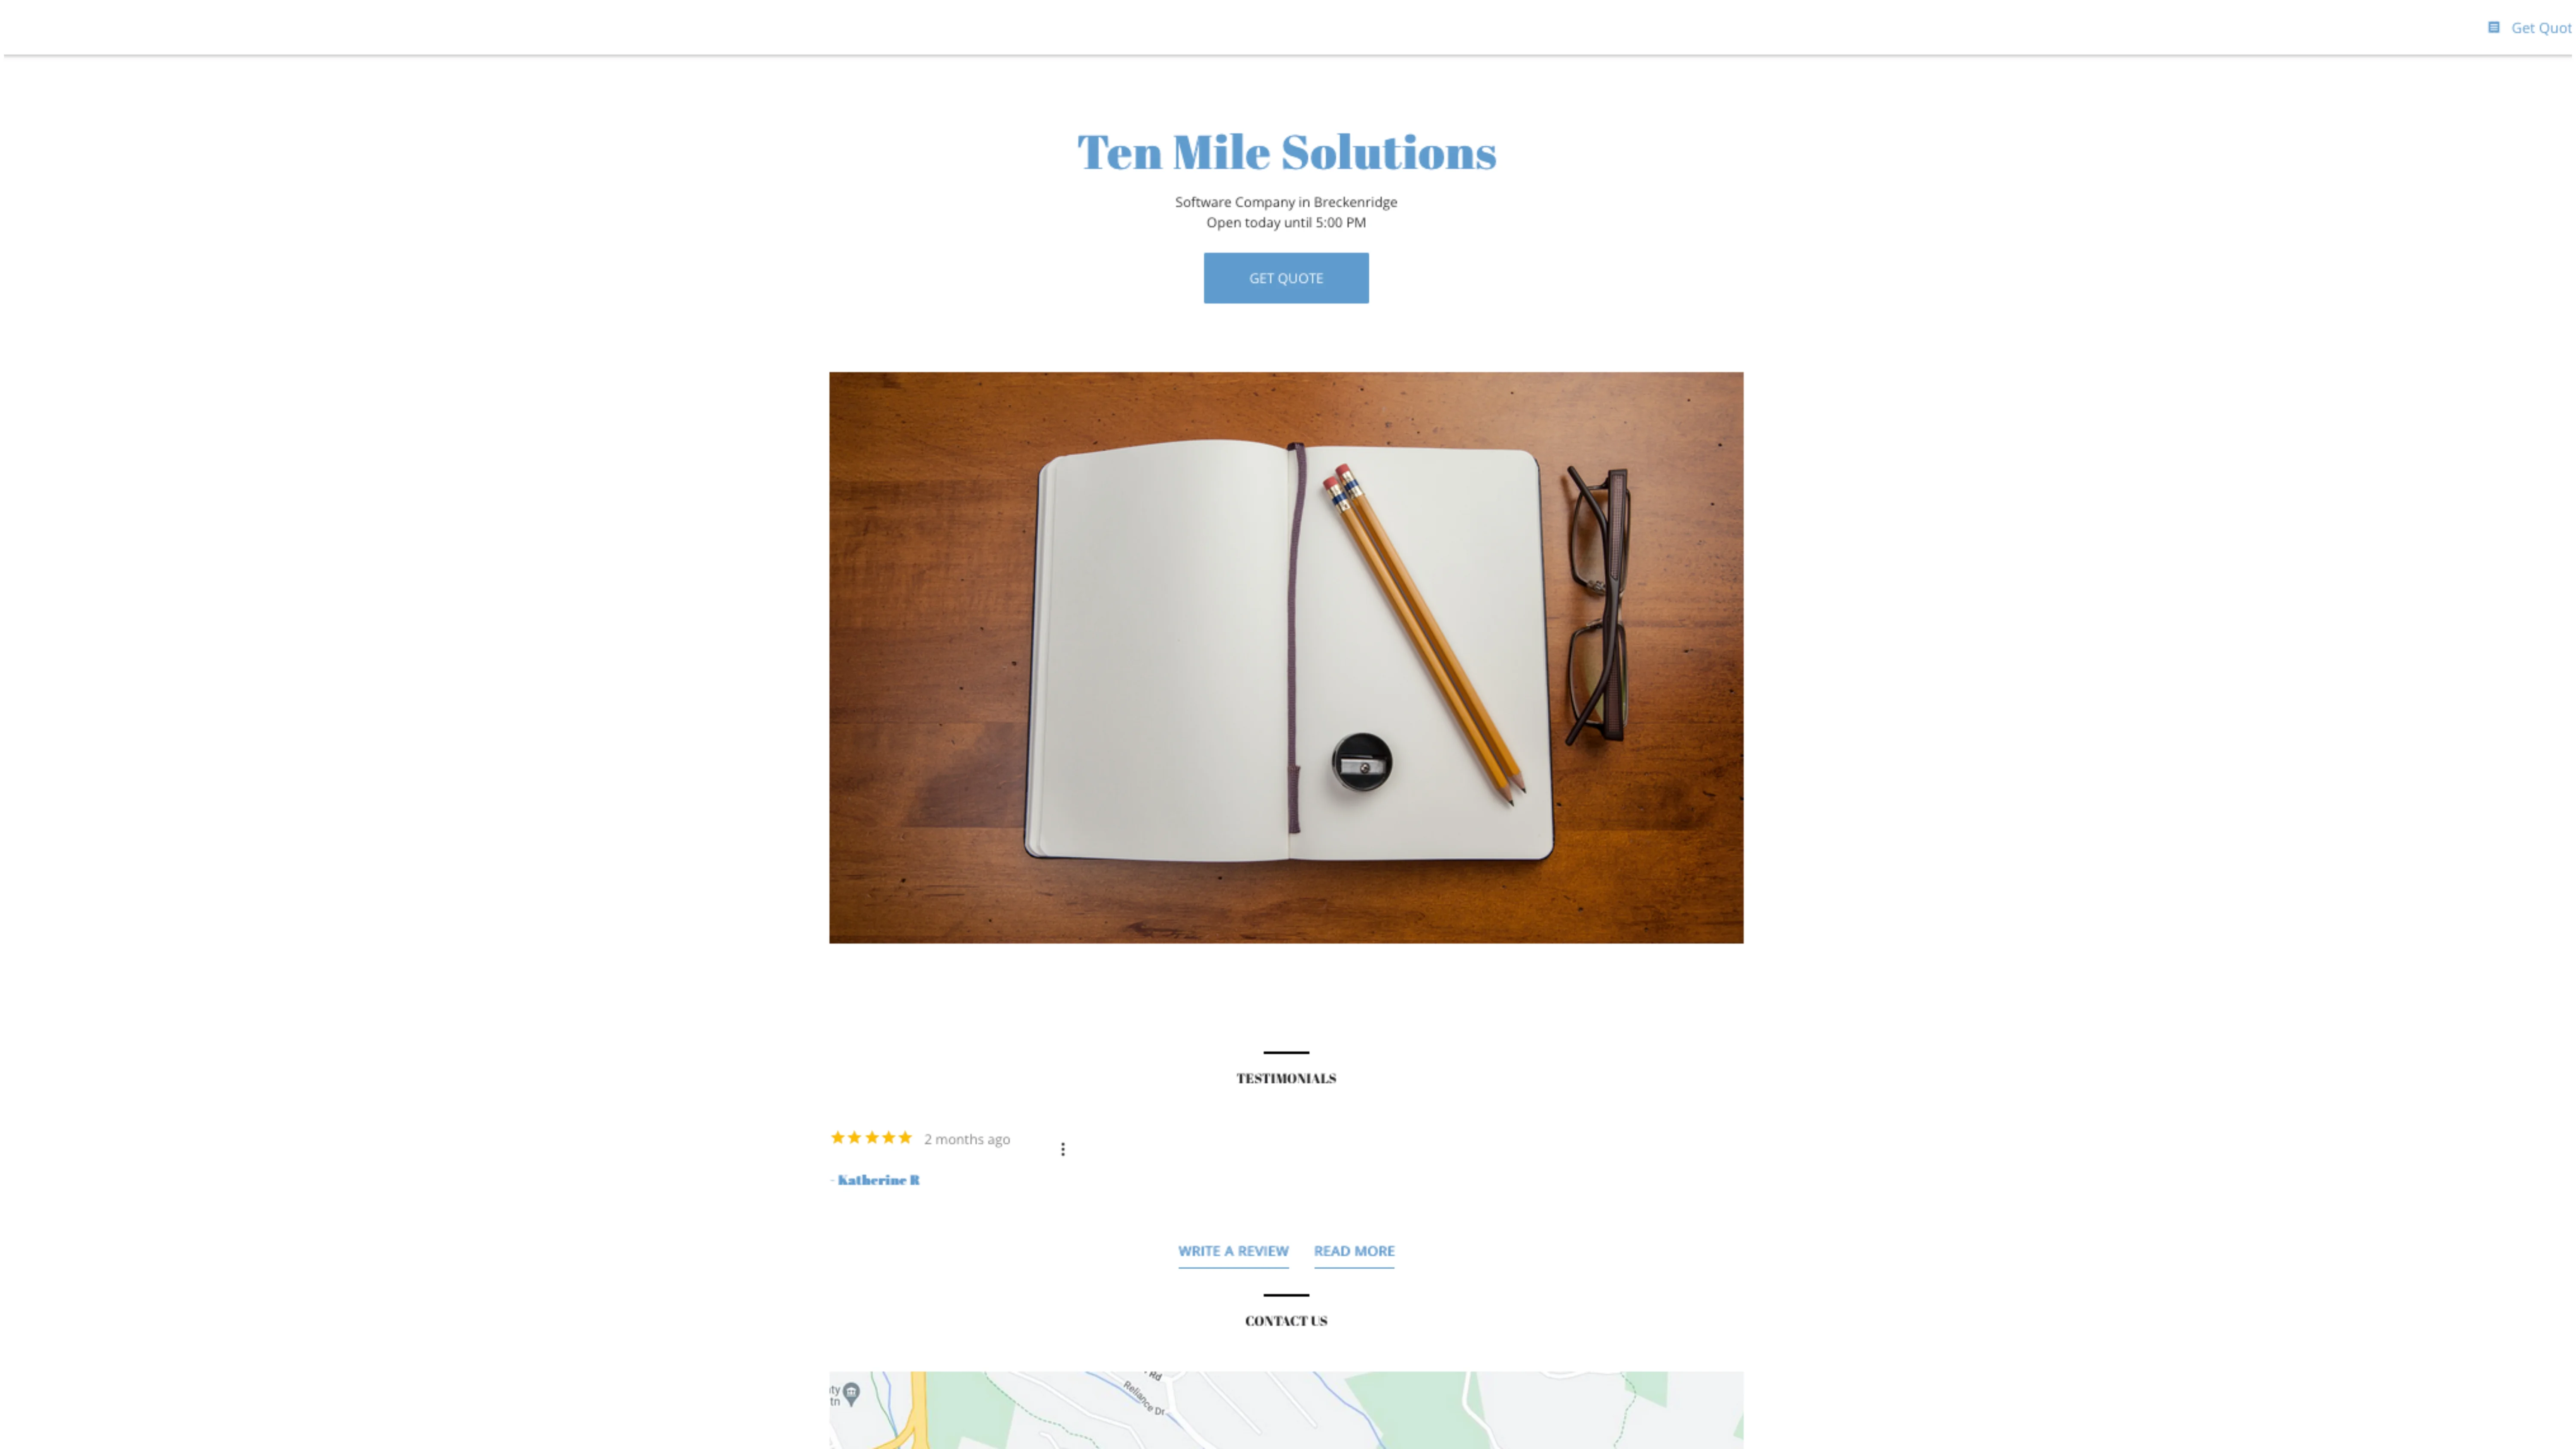 Get Quot
Ten Mile Solutions
Software Company in Breckenridge
Open today until 5:00 PM
GET QUOTE
TESTIMONIALS
2 months ago
- Katherine R
WRITE A REVIEW READ MORE
CONTACT US
Rd
Reliance Dr
ty
tn